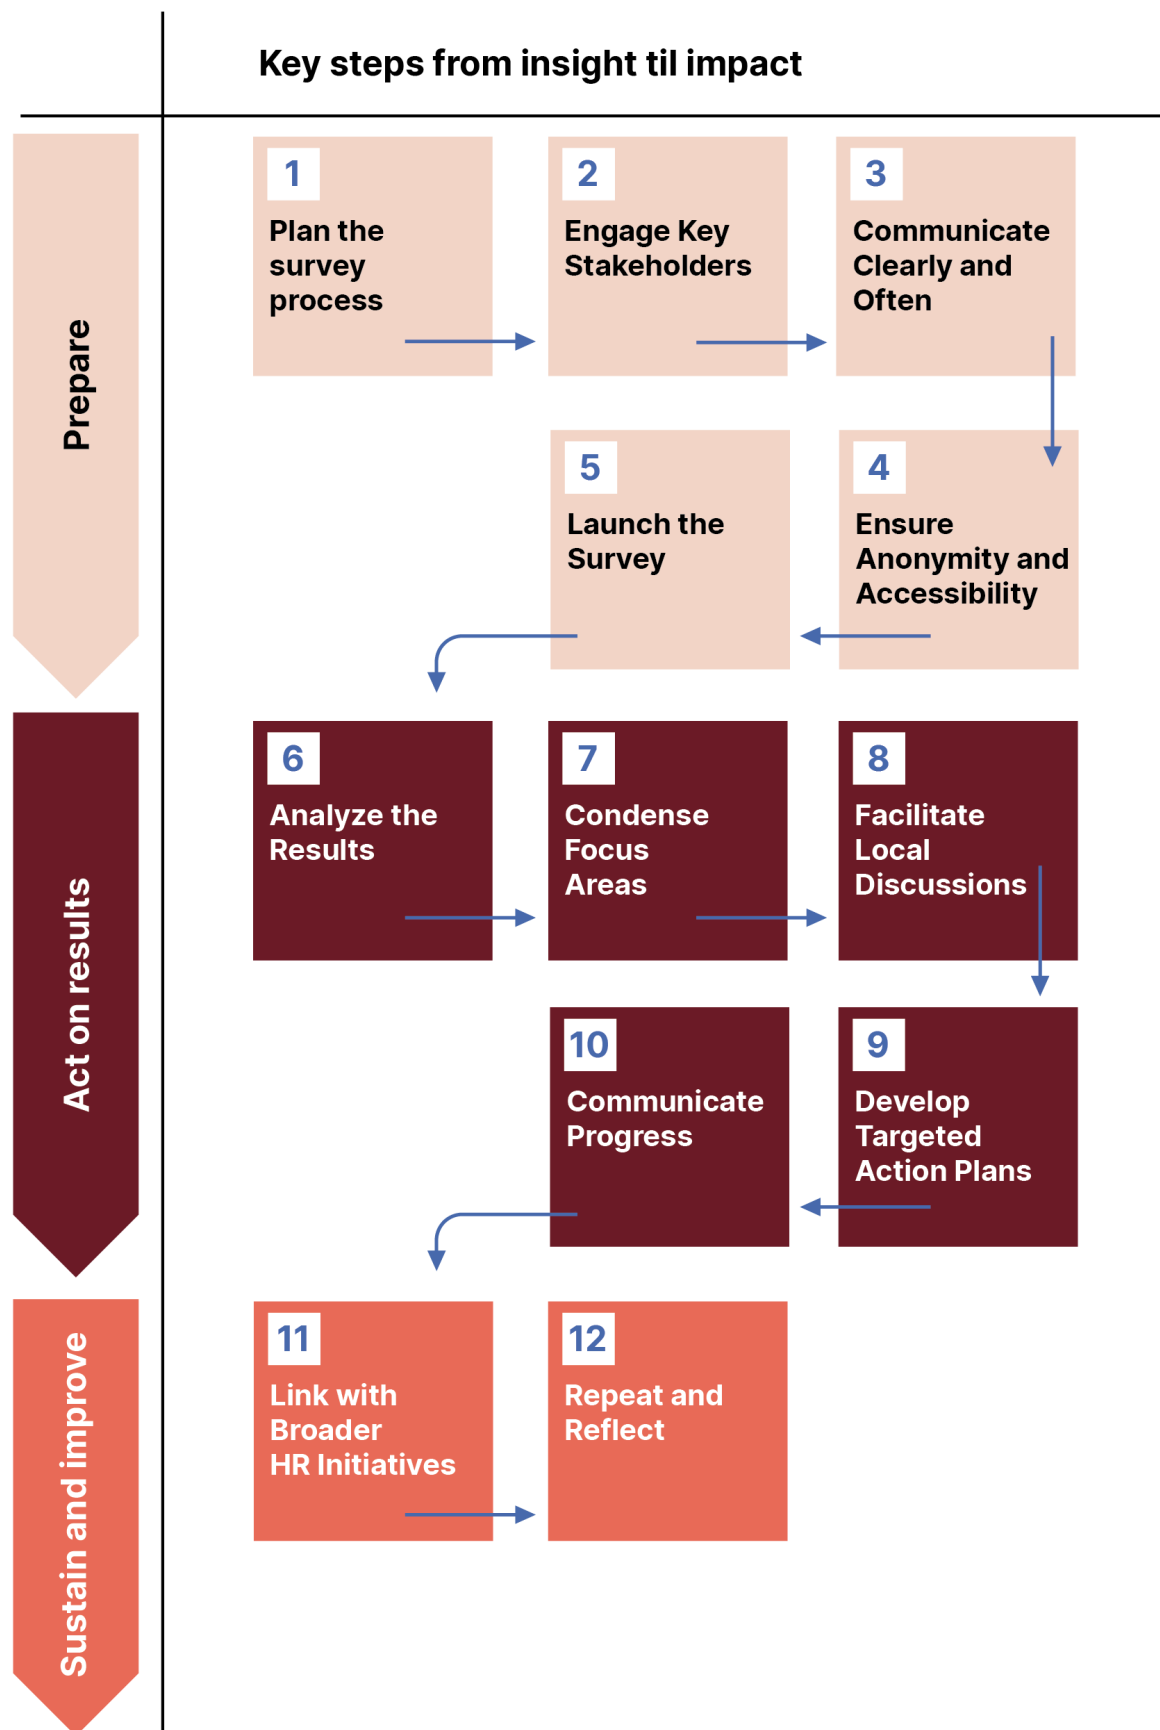 Key steps from insight til impact
Prepare
1
Plan the
survey
process
2
Engage Key
Stakeholders
3
Communicate
Clearly and
Often
4
Ensure
Anonymity and
Accessibility
5
Launch the
Survey
Act on results
6
Analyze the
Results
7
Condense
Focus
Areas
8
Facilitate
Local
Discussions
9
Develop
Targeted
Action Plans
10
Communicate
Progress
Sustain and improve
11
Link with
Broader
HR Initiatives
12
Repeat and
Reflect